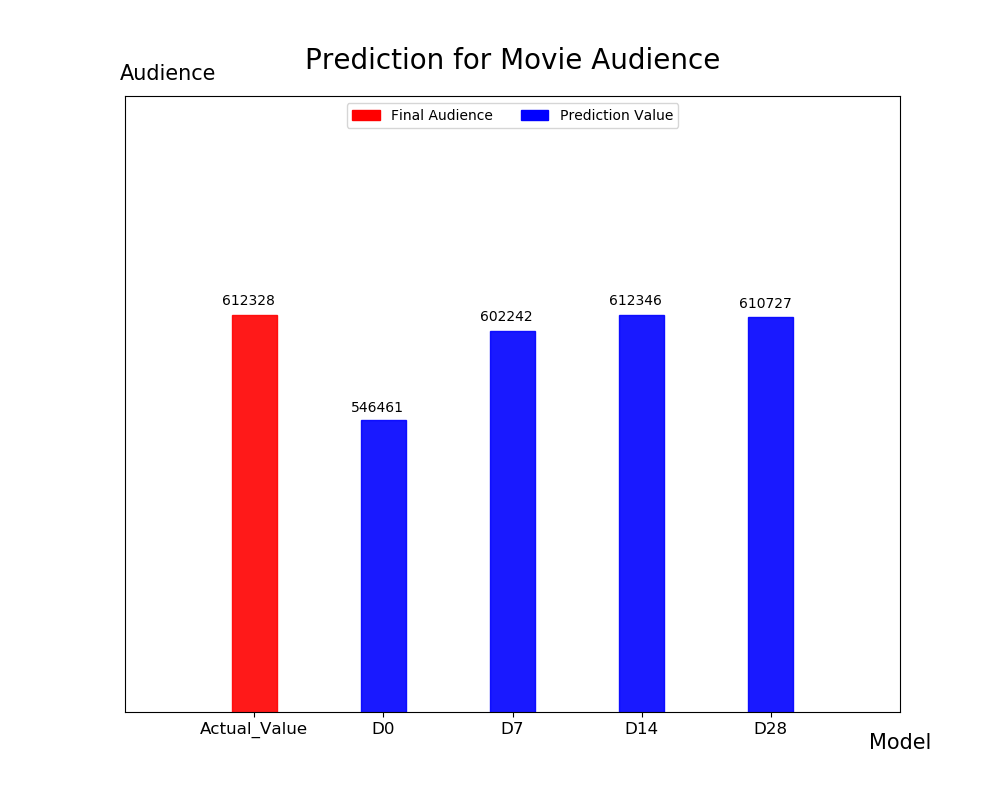 Prediction for Movie Audience
Audience
Final Audience Prediction Value
612328
546461
602242
612346
610727
Actual_Value D0 D7 D14 D28
Model